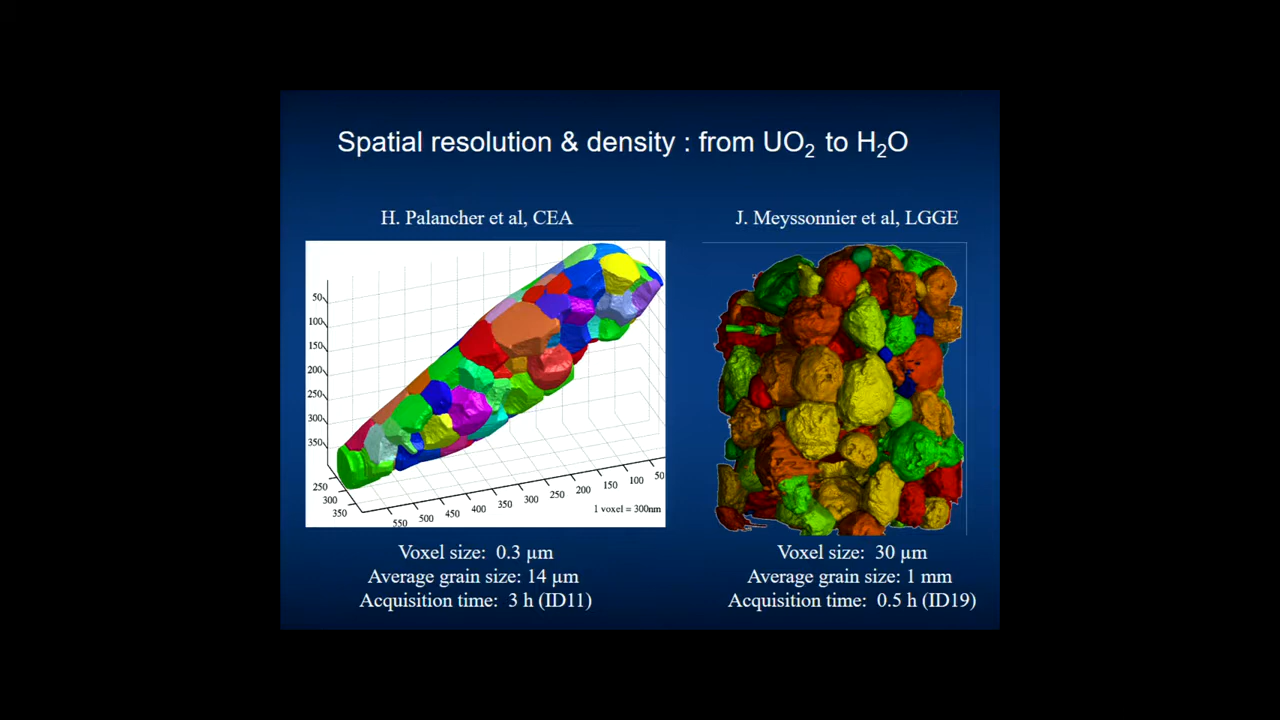 Spatial resolution & density : from UO₂ to H₂O
H. Palancher et al, CEA
J. Meyssonnier et al, LGGE
50
100
150
200
250
300
350
250
300
350
550
500
450
400
350
300
250
200
150
100
50
1 voxel = 300nm
Voxel size: 0.3 µm
Average grain size: 14 µm
Acquisition time: 3 h (ID11)
Voxel size: 30 µm
Average grain size: 1 mm
Acquisition time: 0.5 h (ID19)